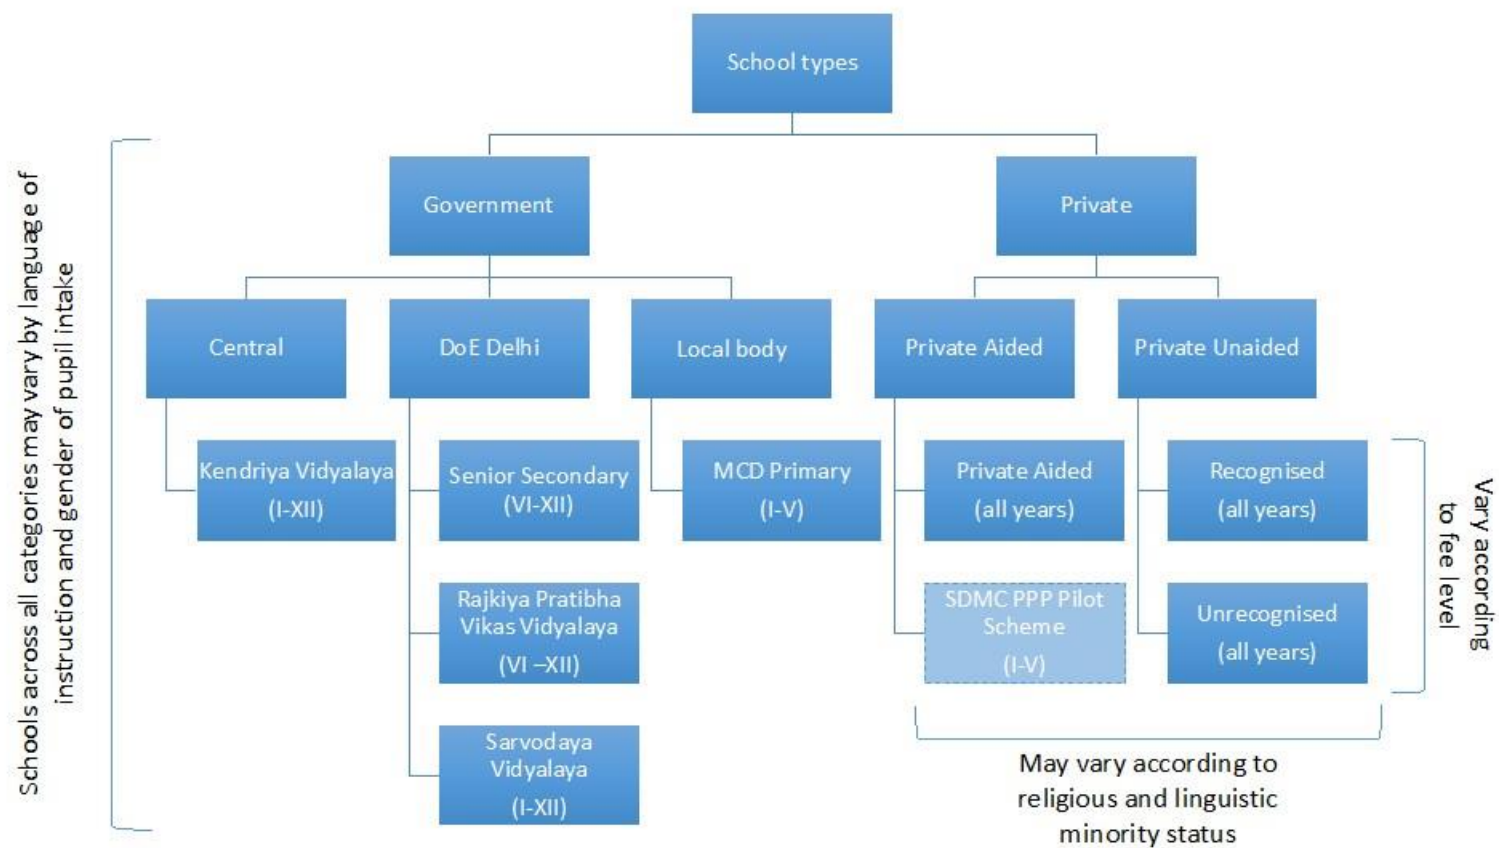 School types
Government
Private
Central
DoE Delhi
Local body
Private Aided
Private Unaided
Kendriya Vidyalaya
(I-XII)
Senior Secondary
(VI-XII)
MCD Primary
(I-V)
Private Aided
(all years)
Recognised
(all years)
Rajkiya Pratibha
Vikas Vidyalaya
(VI –XII)
SDMC PPP Pilot
Scheme
(I-V)
Unrecognised
(all years)
Sarvodaya
Vidyalaya
(I-XII)
Schools across all categories may vary by language of
instruction and gender of pupil intake
Vary according
to fee level
May vary according to
religious and linguistic
minority status